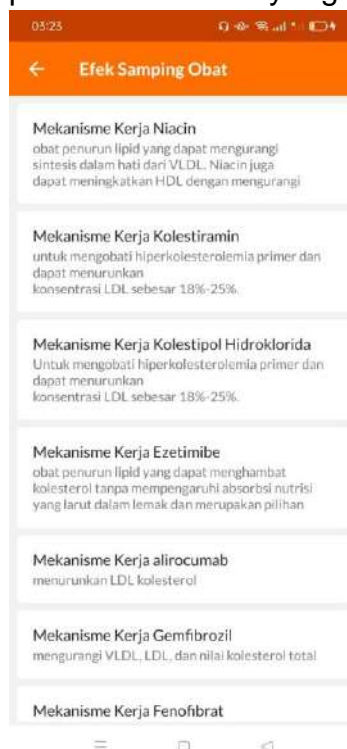 yang
03:23
Efek Samping Obat
Mekanisme Kerja Niacin
obat penurun lipid yang dapat mengurangi
sintesis dalam hati dari VLDL. Niacin juga
dapat meningkatkan HDL dengan mengurangi
Mekanisme Kerja Kolestiramin
untuk mengobati hiperkolesterolemia primer dan
dapat menurunkan
konsentrasi LDL sebesar 18%-25%.
Mekanisme Kerja Kolestipol Hidroklorida
Untuk mengobati hiperkolesterolemia primer dan
dapat menurunkan
konsentrasi LDL sebesar 18%-25%.
Mekanisme Kerja Ezetimibe
obat penurun lipid yang dapat menghambat
kolesterol tanpa mempengaruhi absorbsi nutrisi
yang larut dalam lemak dan merupakan pilihan
Mekanisme Kerja alirocumab
menurunkan LDL kolesterol
Mekanisme Kerja Gemfibrozil
mengurangi VLDL, LDL, dan nilai kolesterol total
Mekanisme Kerja Fenofibrat